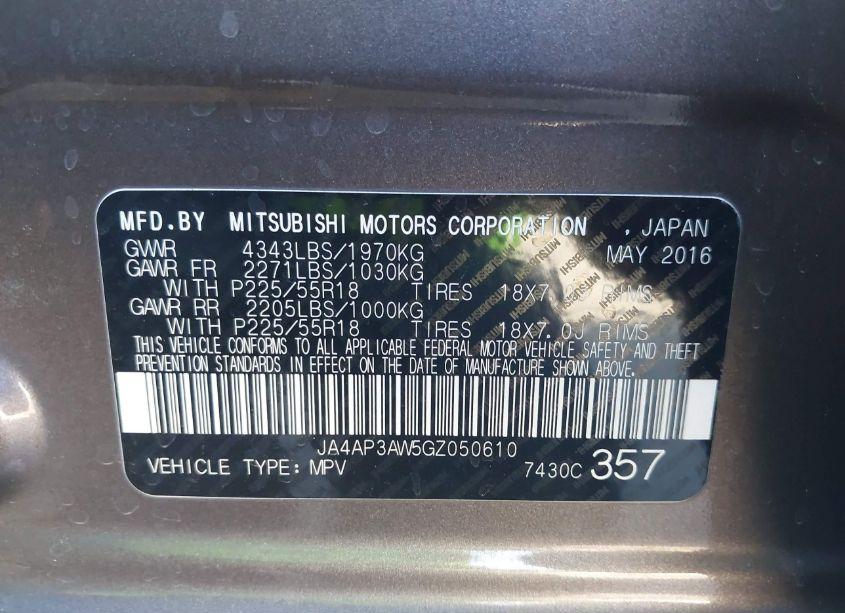 MFD.BY MITSUBISHI MOTORS CORPORATION , JAPAN
GVWR 4343LBS/1970KG MAY 2016
GAWR FR 2271LBS/1030KG
WITH P225/55R18 TIRES 18X7.0J RIMS
GAWR RR 2205LBS/1000KG
WITH P225/55R18 TIRES 18X7.0J RIMS
THIS VEHICLE CONFORMS TO ALL APPLICABLE FEDERAL MOTOR VEHICLE SAFETY AND THEFT
PREVENTION STANDARDS IN EFFECT ON THE DATE OF MANUFACTURE SHOWN ABOVE.
JA4AP3AW5GZ050610
VEHICLE TYPE: MPV 7430C 357